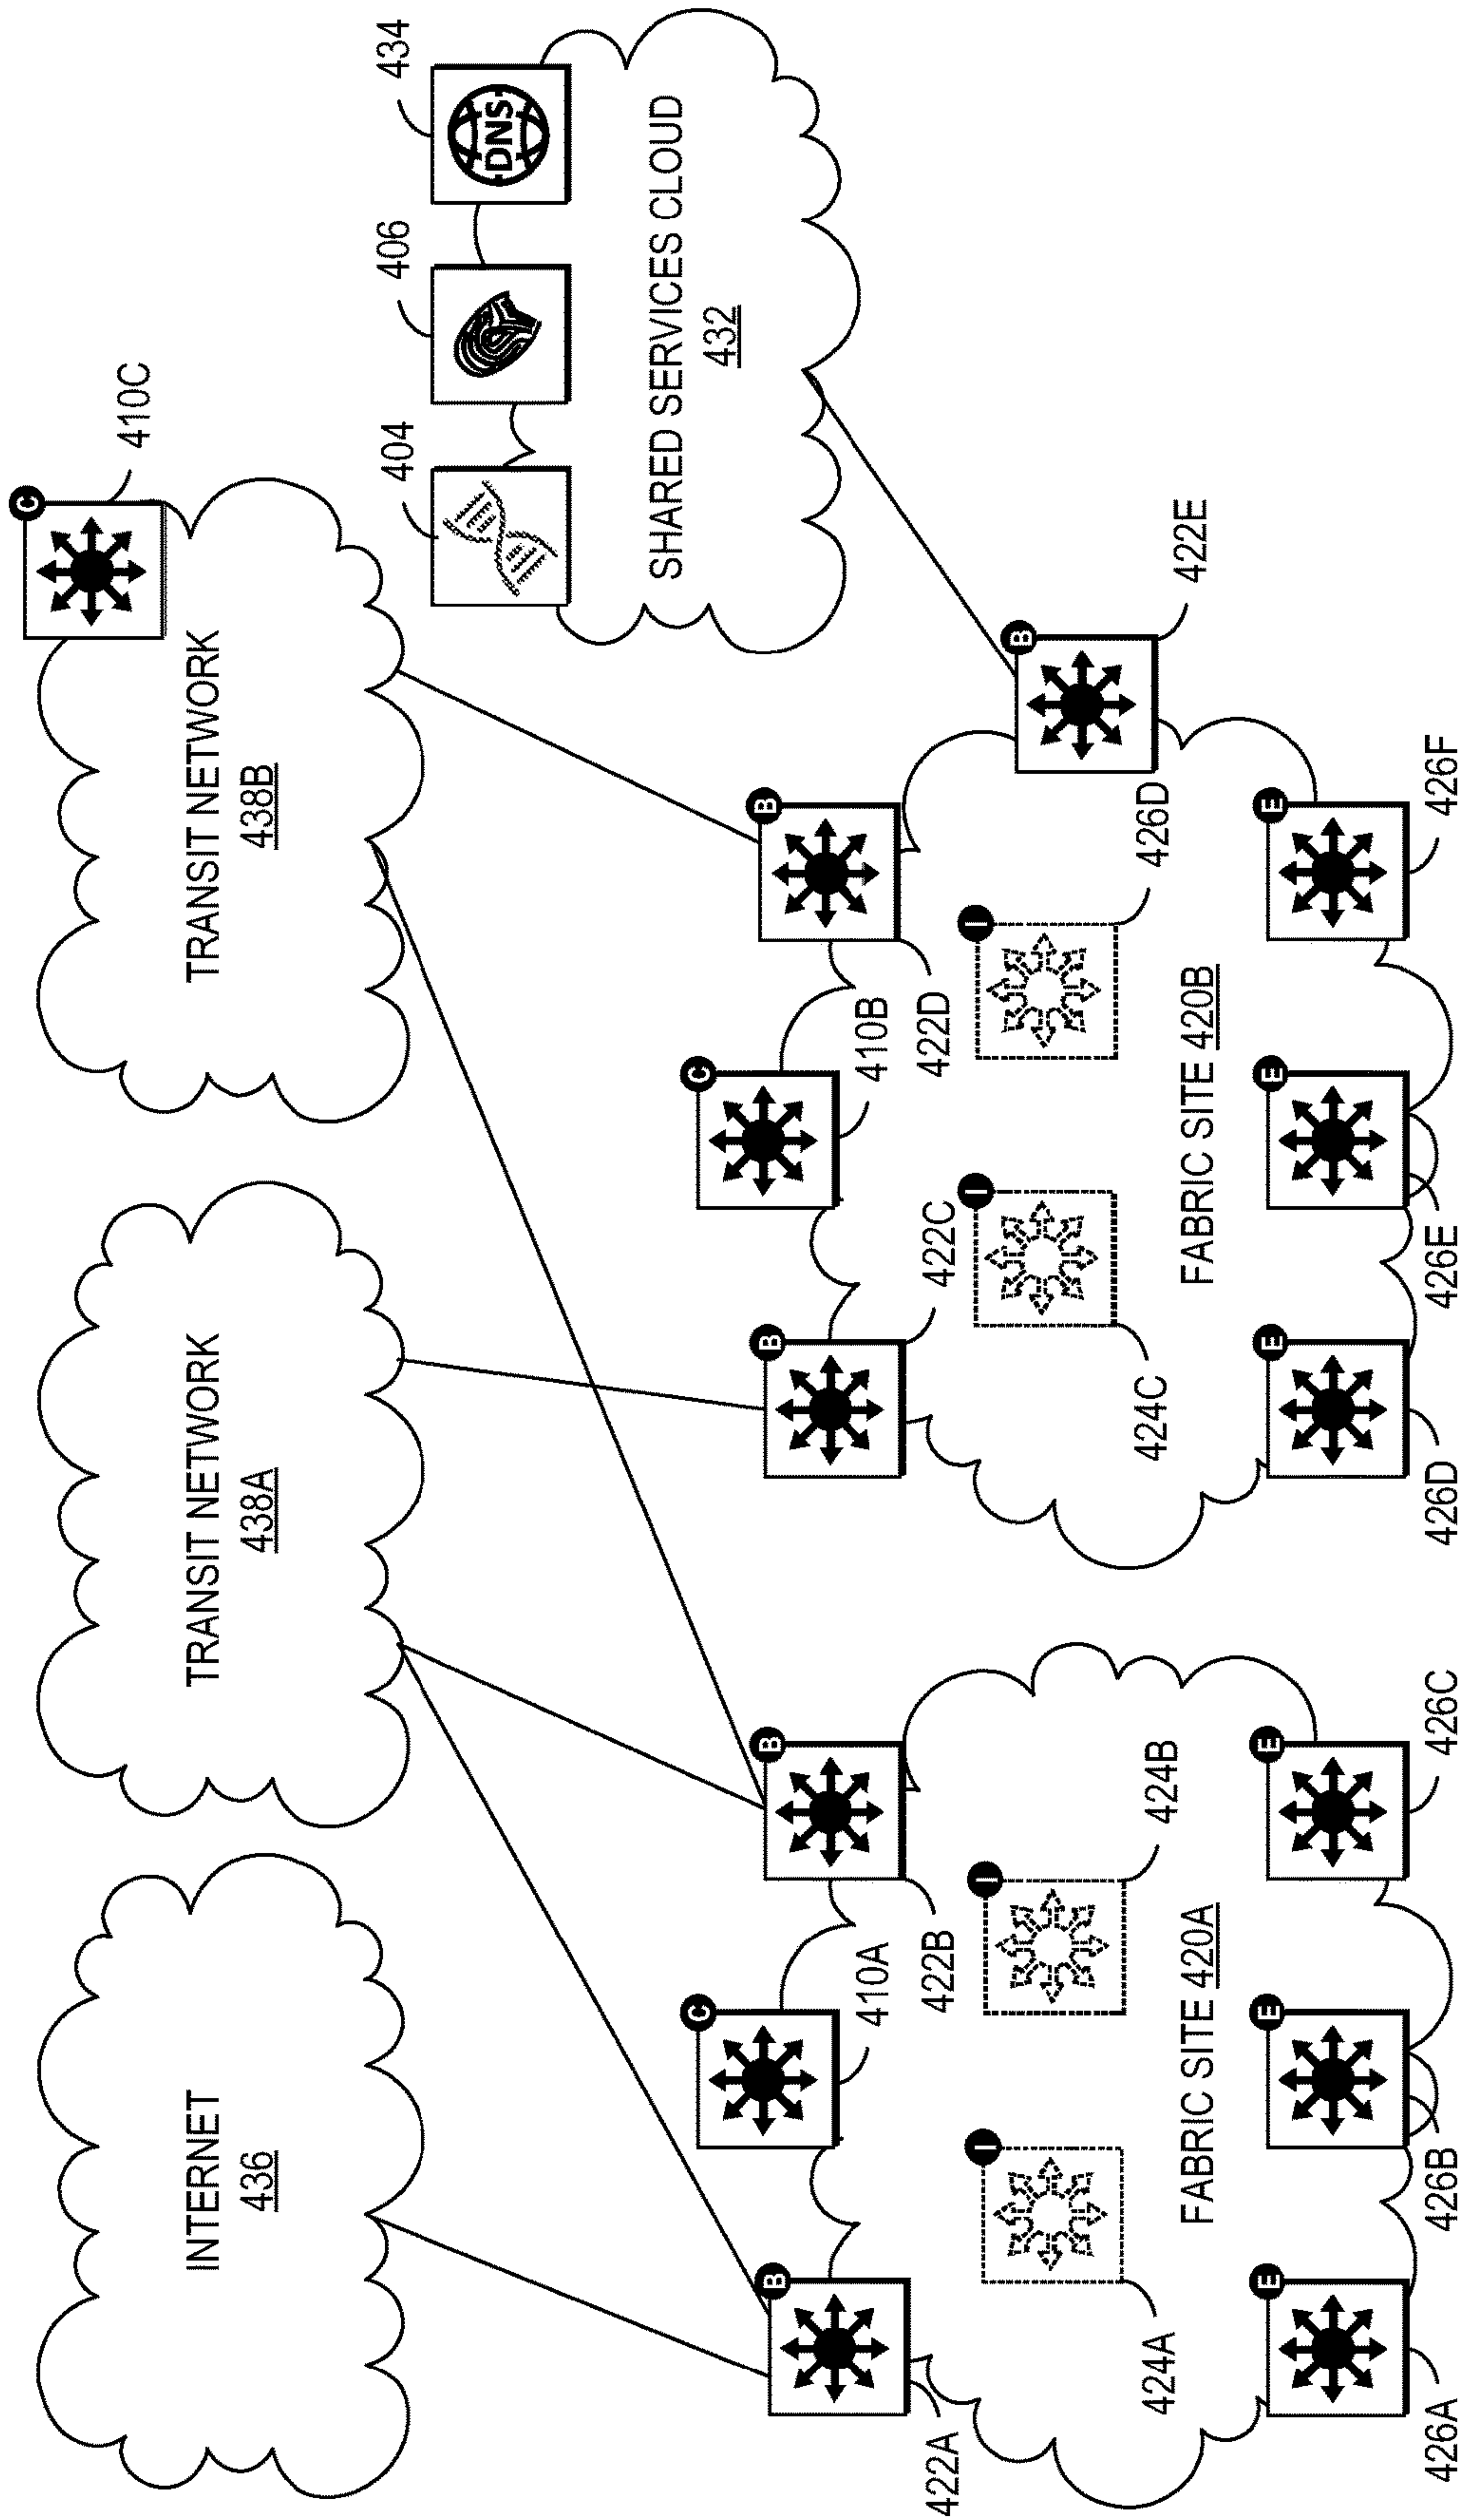 INTERNET
436
TRANSIT NETWORK
438A
TRANSIT NETWORK
438B
C
410C
404
406
434
DNS
SHARED SERVICES CLOUD
432
B
422A
C
410A
B
422B
I
424A
I
424B
FABRIC SITE 420A
E
426A
E
426B
E
426C
B
422C
C
410B
B
422D
B
422E
I
424C
I
426D
FABRIC SITE 420B
E
426D
E
426E
E
426F